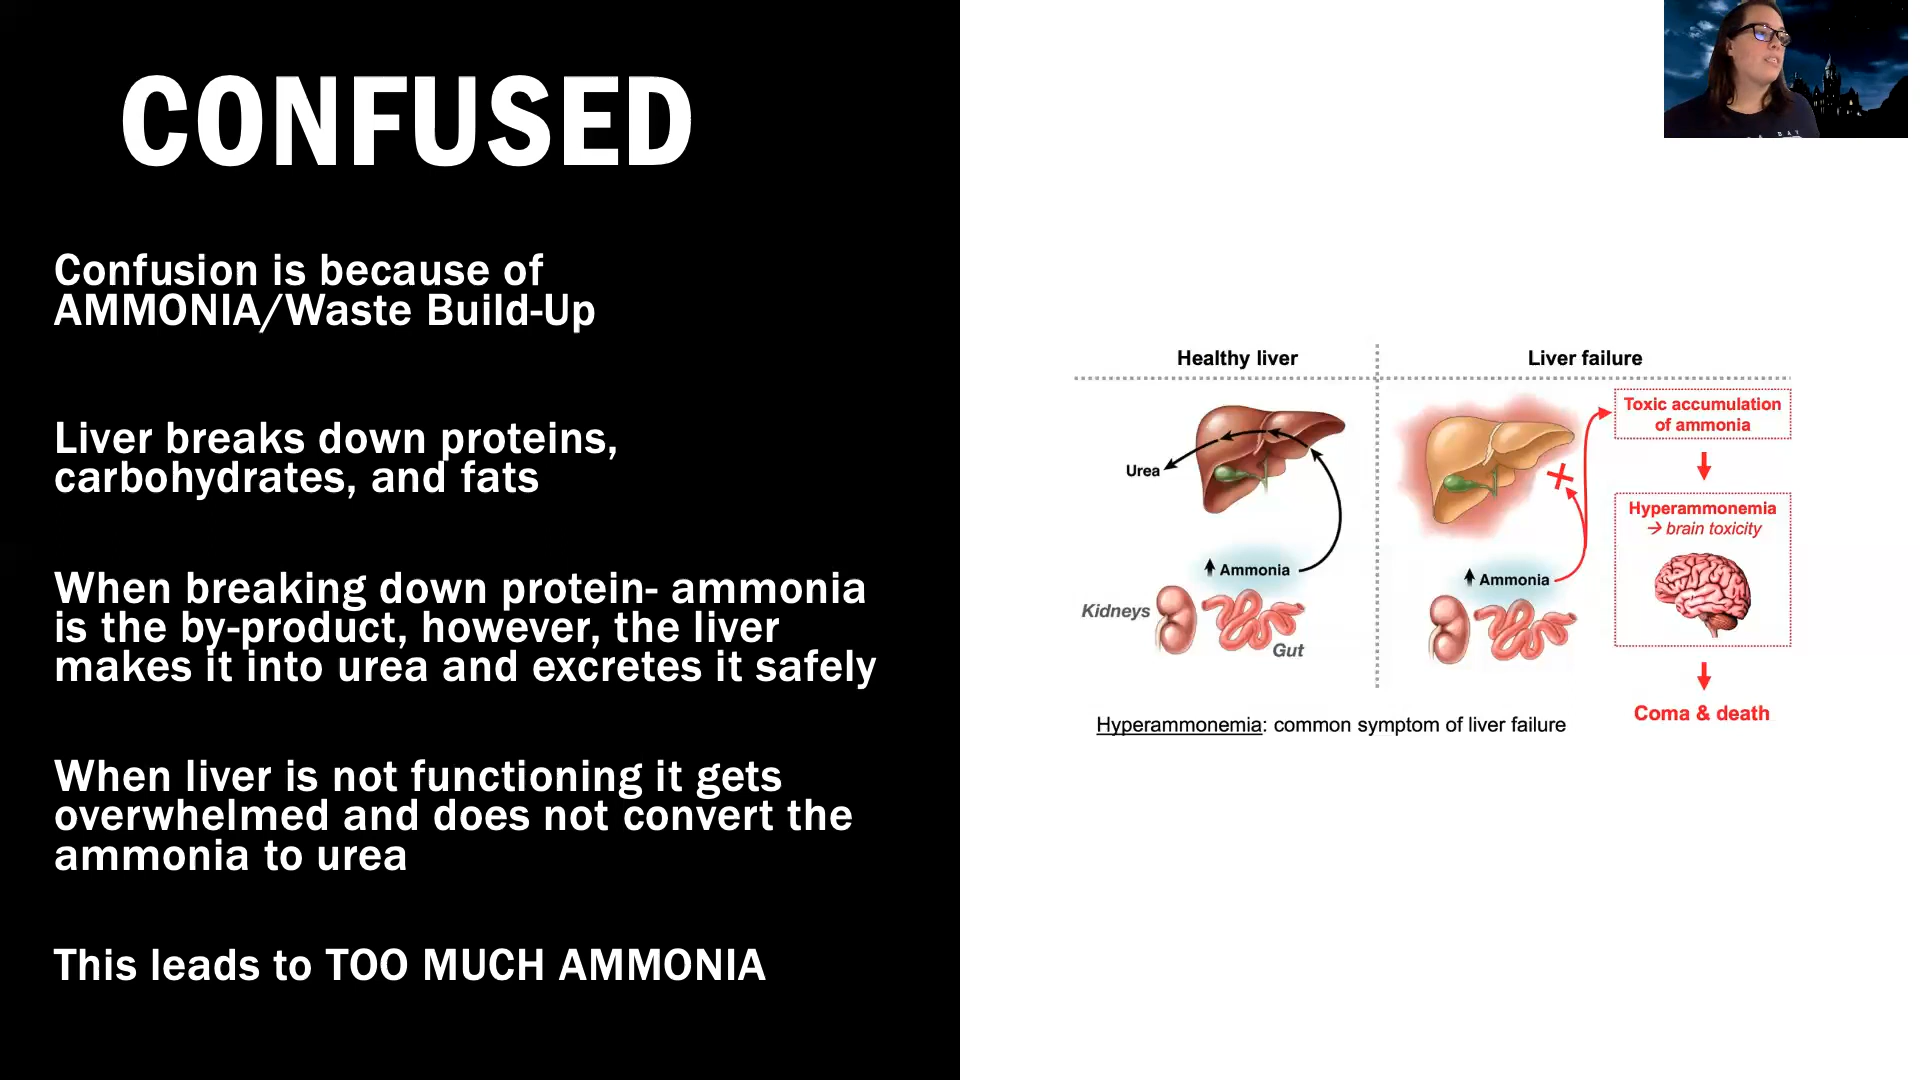 CONFUSED
Confusion is because of
AMMONIA/Waste Build-Up
Liver breaks down proteins,
carbohydrates, and fats
When breaking down protein- ammonia
is the by-product, however, the liver
makes it into urea and excretes it safely
When liver is not functioning it gets
overwhelmed and does not convert the
ammonia to urea
This leads to TOO MUCH AMMONIA
Healthy liver
Urea
Ammonia
Kidneys
Gut
Liver failure
Ammonia
Toxic accumulation
of ammonia
Hyperammonemia
→ brain toxicity
Coma & death
Hyperammonemia: common symptom of liver failure
BAY